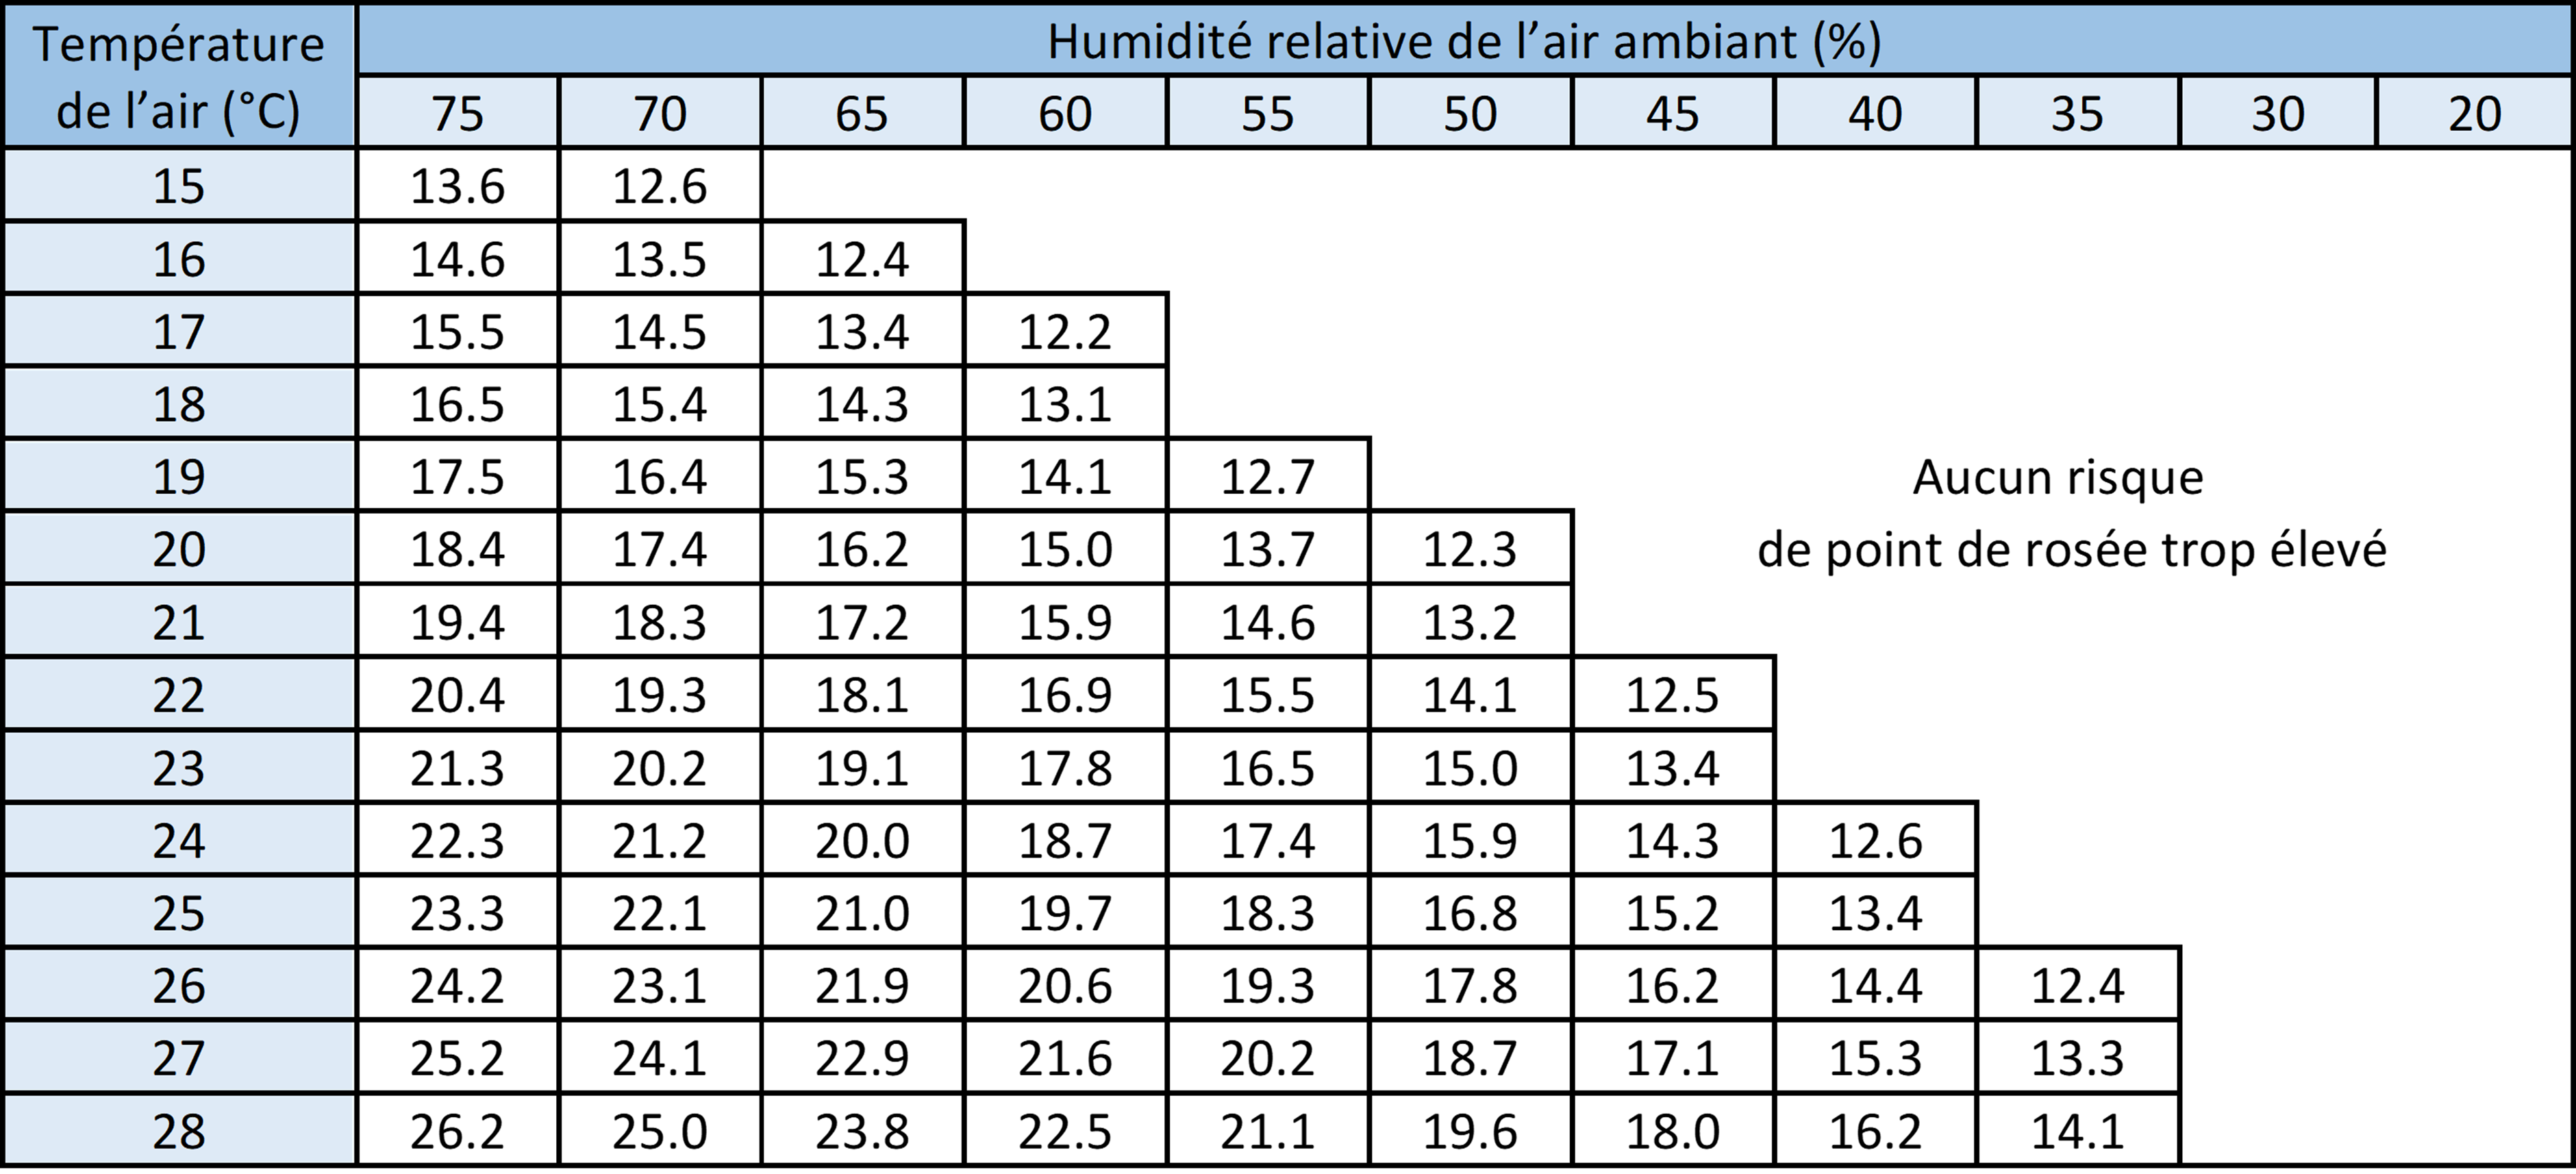 Température
de l’air (°C)
Humidité relative de l’air ambiant (%)
75 70 65 60 55 50 45 40 35 30 20
15 13.6 12.6
16 14.6 13.5 12.4
17 15.5 14.5 13.4 12.2
18 16.5 15.4 14.3 13.1
19 17.5 16.4 15.3 14.1 12.7
20 18.4 17.4 16.2 15.0 13.7 12.3
21 19.4 18.3 17.2 15.9 14.6 13.2
22 20.4 19.3 18.1 16.9 15.5 14.1 12.5
23 21.3 20.2 19.1 17.8 16.5 15.0 13.4
24 22.3 21.2 20.0 18.7 17.4 15.9 14.3 12.6
25 23.3 22.1 21.0 19.7 18.3 16.8 15.2 13.4
26 24.2 23.1 21.9 20.6 19.3 17.8 16.2 14.4 12.4
27 25.2 24.1 22.9 21.6 20.2 18.7 17.1 15.3 13.3
28 26.2 25.0 23.8 22.5 21.1 19.6 18.0 16.2 14.1
Aucun risque
de point de rosée trop élevé